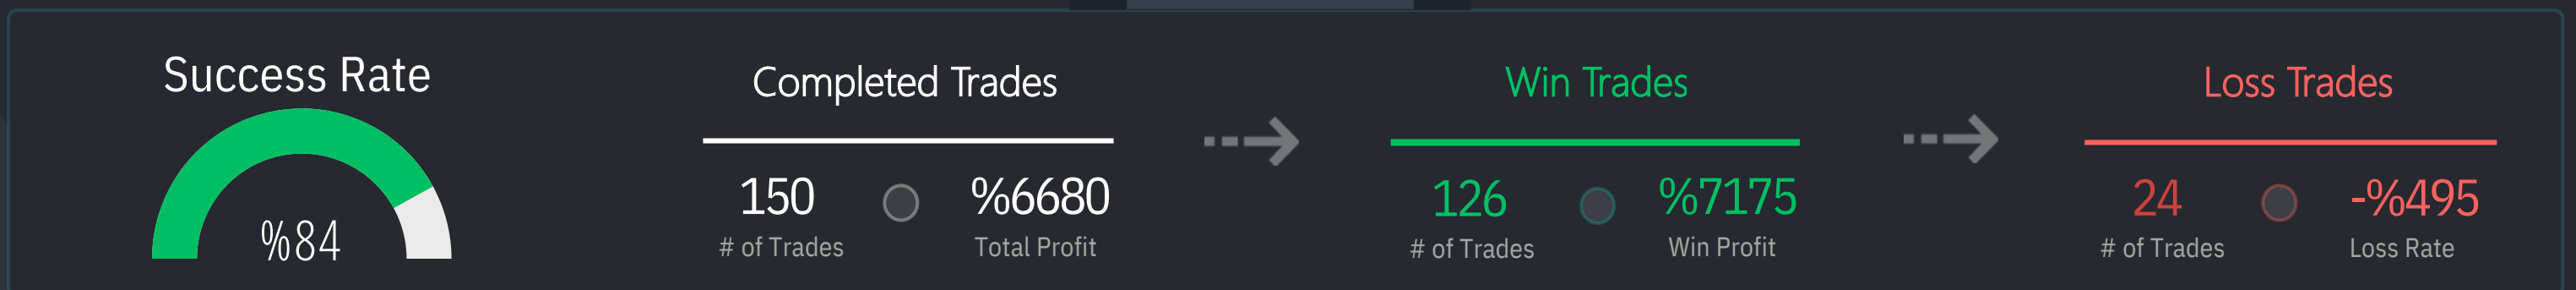 Success Rate
%84
Completed Trades
150
# of Trades
%6680
Total Profit
Win Trades
126
# of Trades
%7175
Win Profit
Loss Trades
24
# of Trades
-%495
Loss Rate